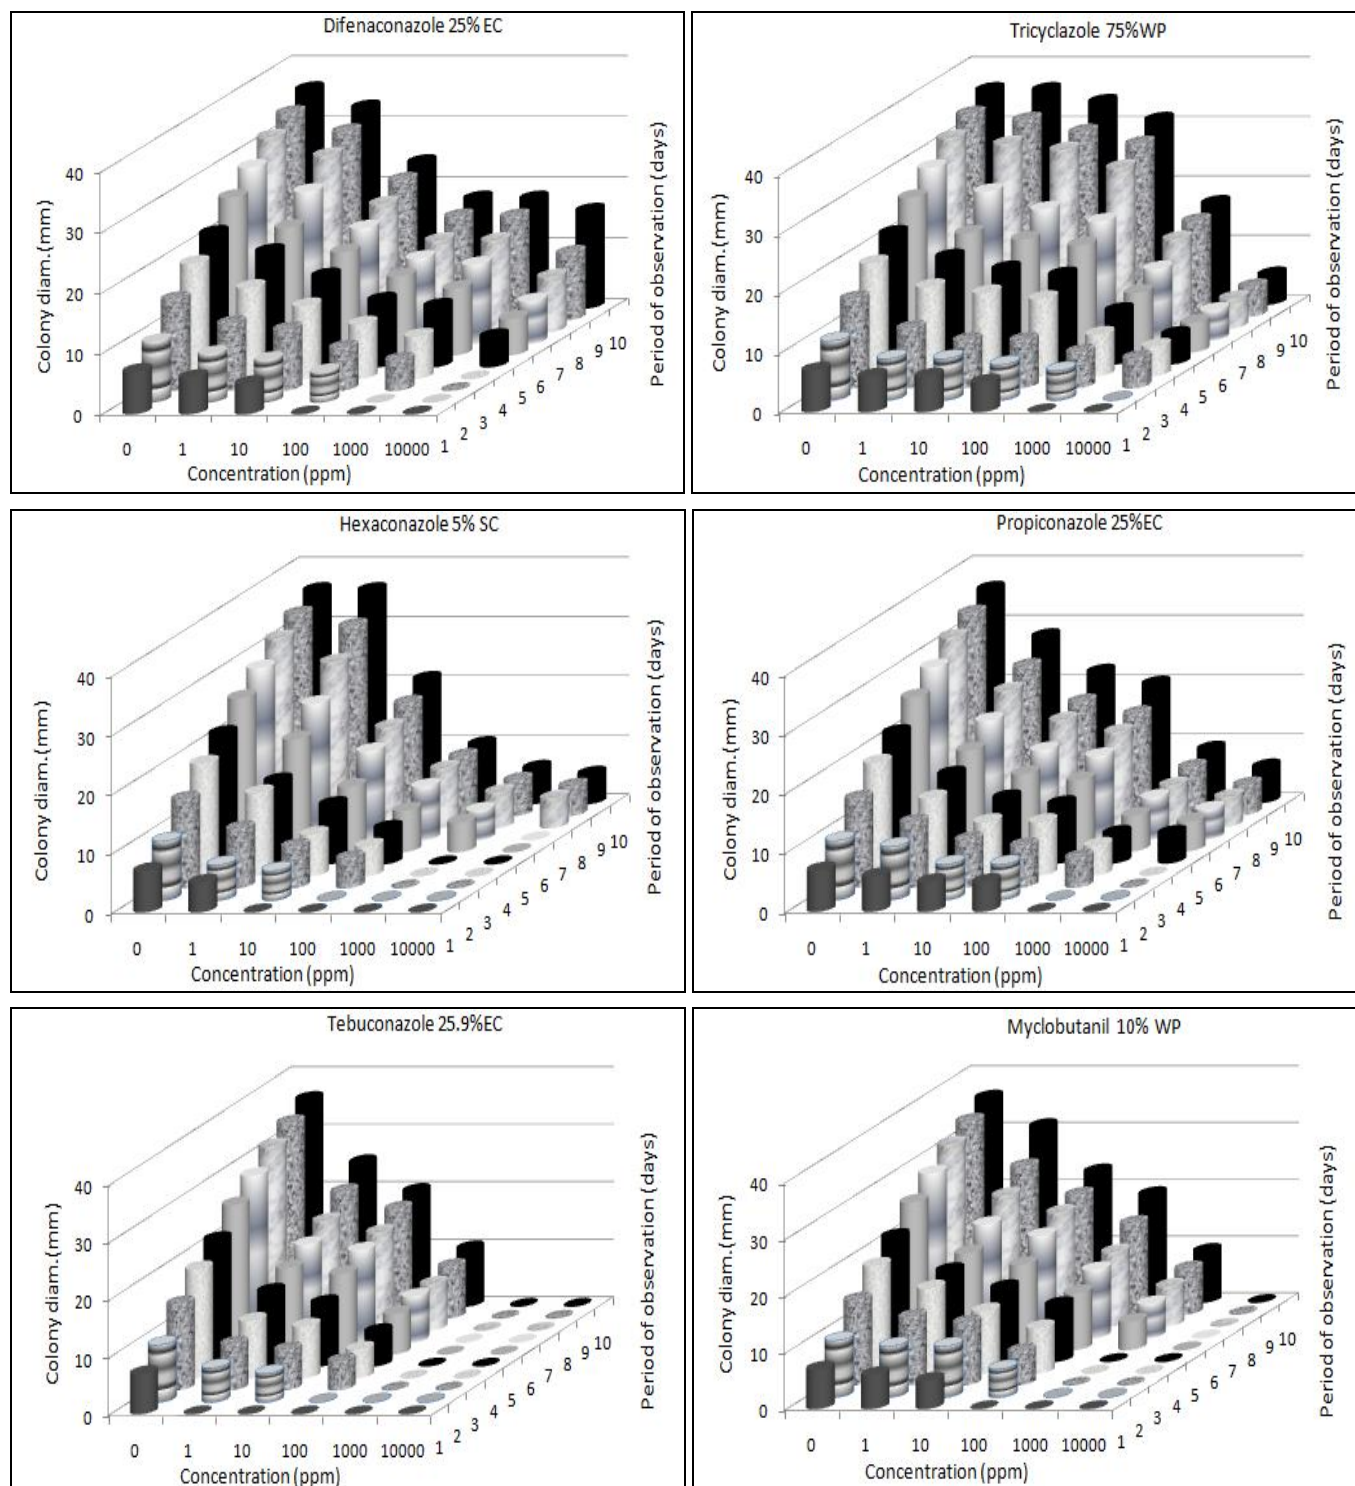 Difenaconazole 25% EC
Colony diam.(mm)
40
30
20
10
0
0 1 10 100 1000 10000
Concentration (ppm)
1 2 3 4 5 6 7 8 9 10
Period of observation (days)
Tricyclazole 75%WP
Colony diam.(mm)
40
30
20
10
0
0 1 10 100 1000 10000
Concentration (ppm)
1 2 3 4 5 6 7 8 9 10
Period of observation (days)
Hexaconazole 5% SC
Colony diam.(mm)
40
30
20
10
0
0 1 10 100 1000 10000
Concentration (ppm)
1 2 3 4 5 6 7 8 9 10
Period of observation (days)
Propiconazole 25%EC
Colony diam.(mm)
40
30
20
10
0
0 1 10 100 1000 10000
Concentration (ppm)
1 2 3 4 5 6 7 8 9 10
Period of observation (days)
Tebuconazole 25.9%EC
Colony diam.(mm)
40
30
20
10
0
0 1 10 100 1000 10000
Concentration (ppm)
1 2 3 4 5 6 7 8 9 10
Period of observation (days)
Myclobutanil 10% WP
Colony diam.(mm)
40
30
20
10
0
0 1 10 100 1000 10000
Concentration (ppm)
1 2 3 4 5 6 7 8 9 10
Period of observation (days)